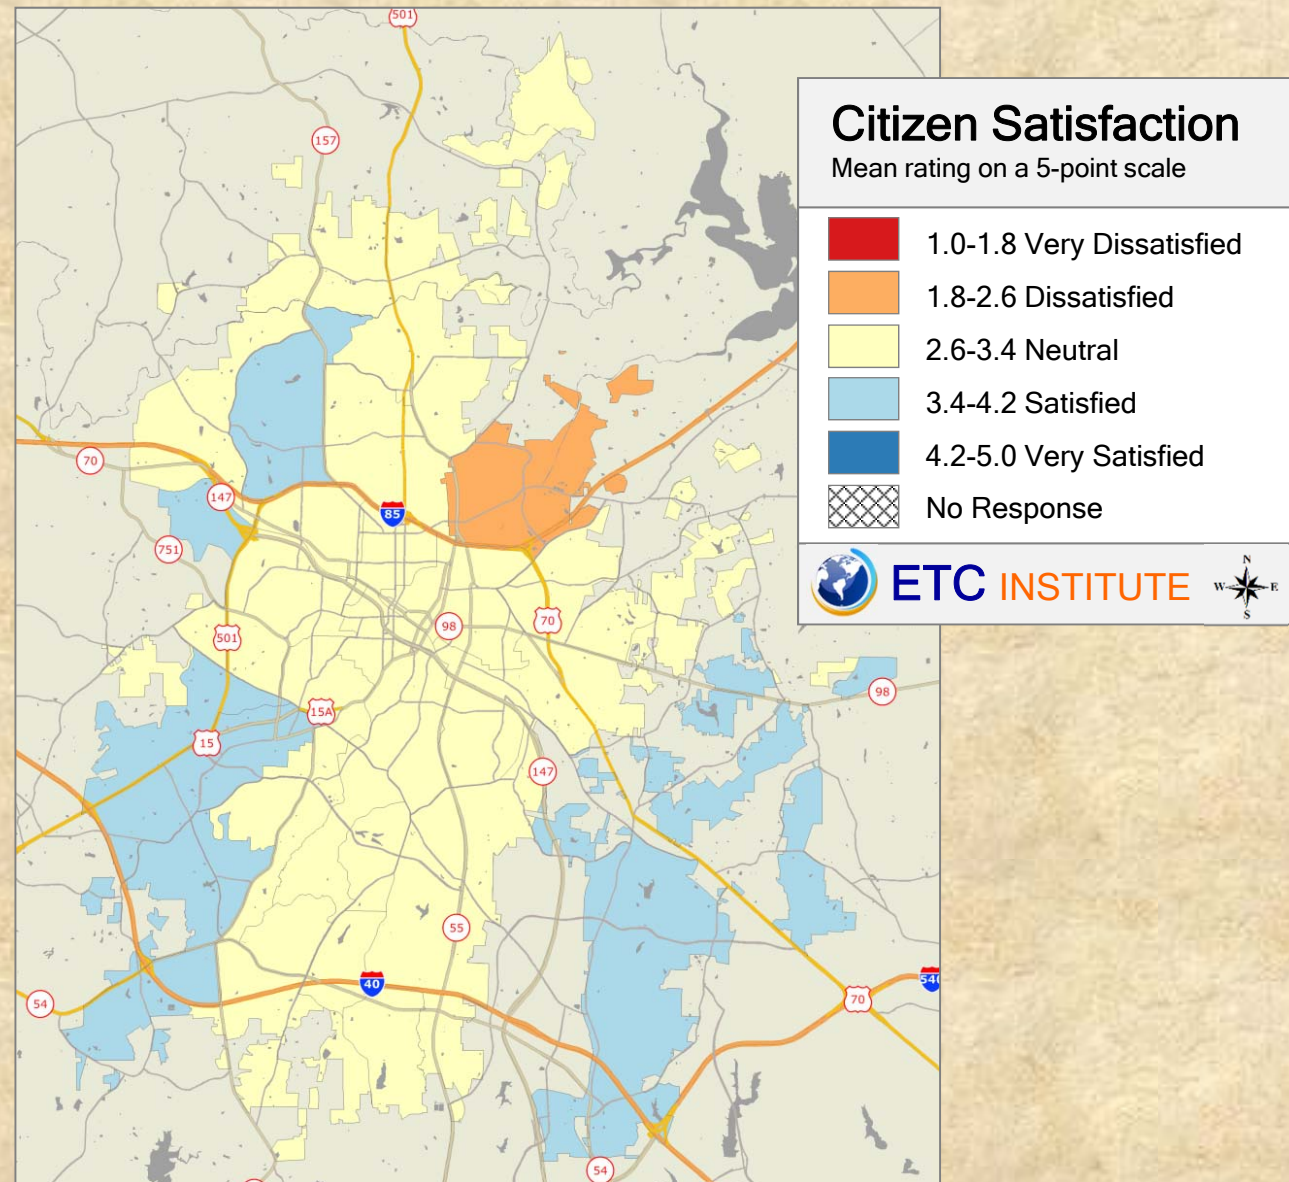 501
157
Citizen Satisfaction
Mean rating on a 5-point scale
1.0-1.8 Very Dissatisfied
1.8-2.6 Dissatisfied
2.6-3.4 Neutral
3.4-4.2 Satisfied
4.2-5.0 Very Satisfied
No Response
ETC INSTITUTE
N
W E
S
70
147
85
751
501
98
70
15A
98
15
147
55
40
540
54
70
54